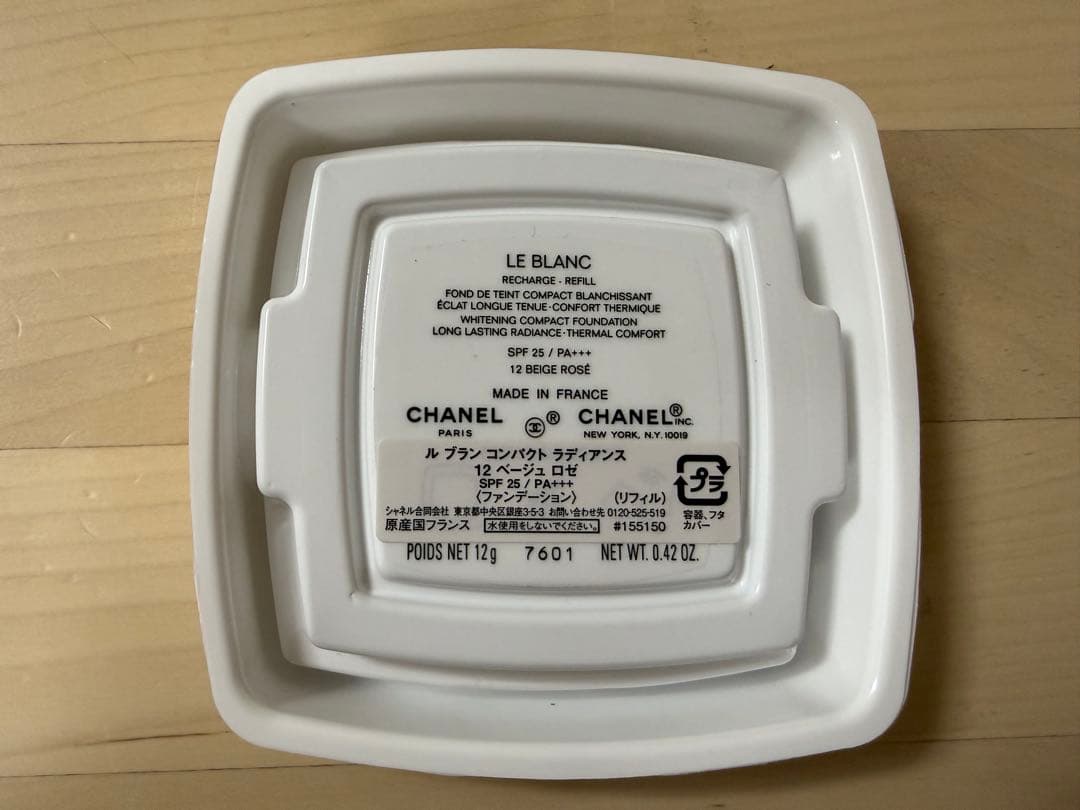 LE BLANC
RECHARGE - REFILL
FOND DE TEINT COMPACT BLANCHISSANT
ÉCLAT LONGUE TENUE·CONFORT THERMIQUE
WHITENING COMPACT FOUNDATION
LONG LASTING RADIANCE·THERMAL COMFORT
SPF 25 / PA+++
12 BEIGE ROSÉ
MADE IN FRANCE
CHANEL ® CHANEL® INC.
PARIS NEW YORK, N.Y. 10019
ル ブラン コンパクト ラディアンス
12 ベージュ ロゼ
SPF 25 / PA+++
〈ファンデーション〉 (リフィル)
プラ
シャネル合同会社 東京都中央区銀座3-5-3 お問い合わせ先 0120-525-519
容器、フタ
カバー
原産国フランス 水使用をしないでください。 #155150
POIDS NET 12g 7601 NET WT. 0.42 OZ.